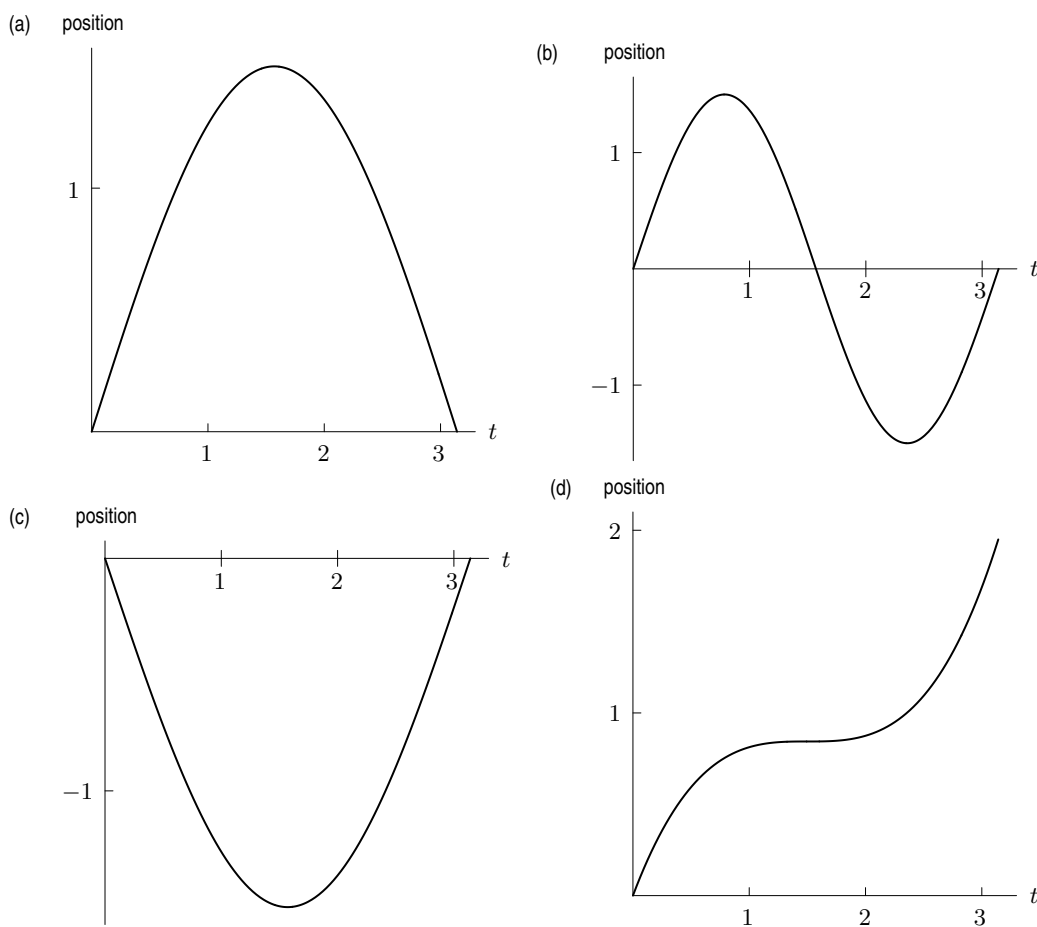 (a) position
1
t
1 2 3
(b) position
1
t
1 2 3
−1
(c) position
t
1 2 3
−1
(d) position
2
1
t
1 2 3